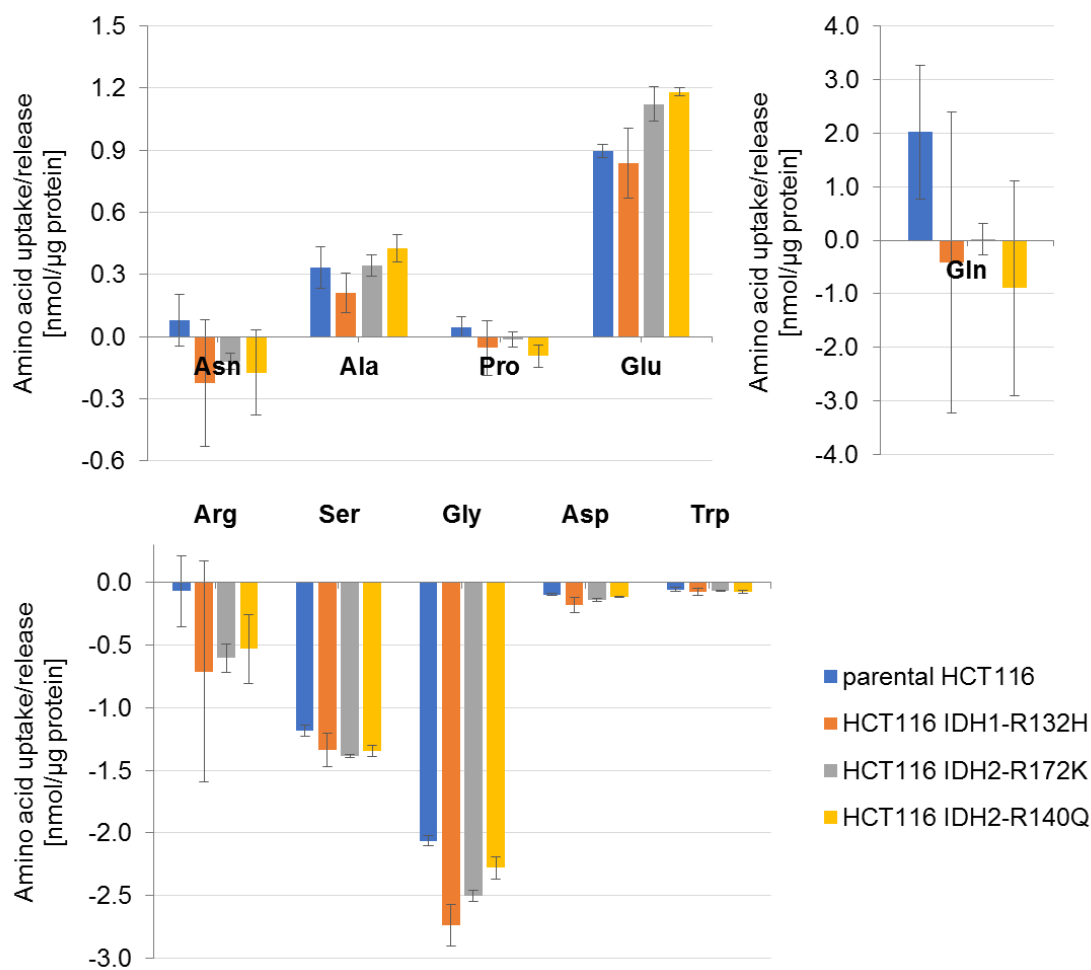 Amino acid uptake/release
[nmol/µg protein]
1.5
1.2
0.9
0.6
0.3
0.0
-0.3
-0.6
Asn Ala Pro Glu
Amino acid uptake/release
[nmol/µg protein]
4.0
3.0
2.0
1.0
0.0
-1.0
-2.0
-3.0
-4.0
Gln
Arg Ser Gly Asp Trp
Amino acid uptake/release
[nmol/µg protein]
0.0
-0.5
-1.0
-1.5
-2.0
-2.5
-3.0
parental HCT116
HCT116 IDH1-R132H
HCT116 IDH2-R172K
HCT116 IDH2-R140Q